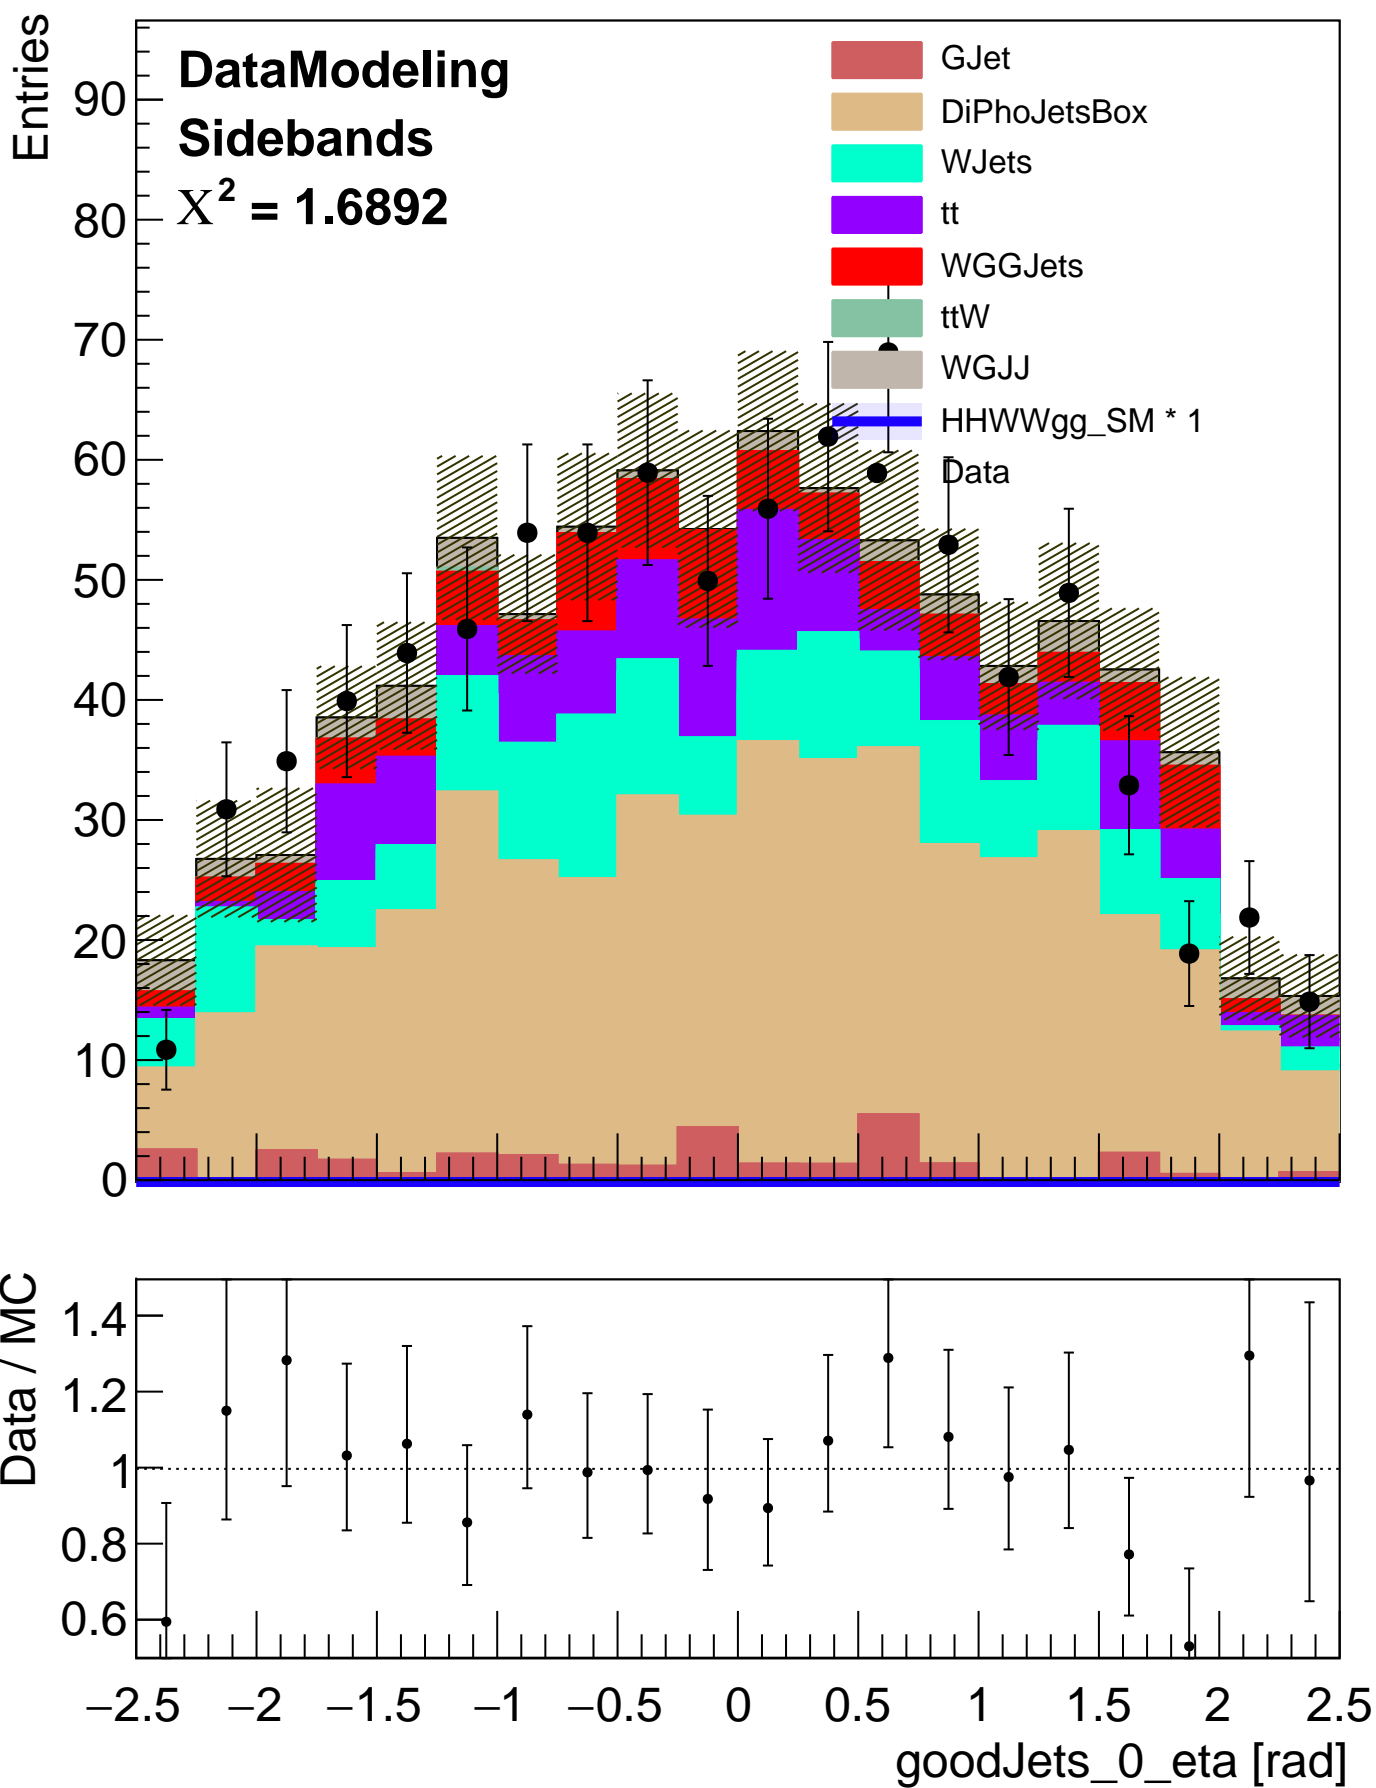 Entries
DataModeling
Sidebands
X² = 1.6892
GJet
DiPhoJetsBox
WJets
tt
WGGJets
ttW
WGJJ
HHWWgg_SM * 1
Data
90
80
70
60
50
40
30
20
10
0
Data / MC
1.4
1.2
1
0.8
0.6
−2.5 −2 −1.5 −1 −0.5 0 0.5 1 1.5 2 2.5
goodJets_0_eta [rad]